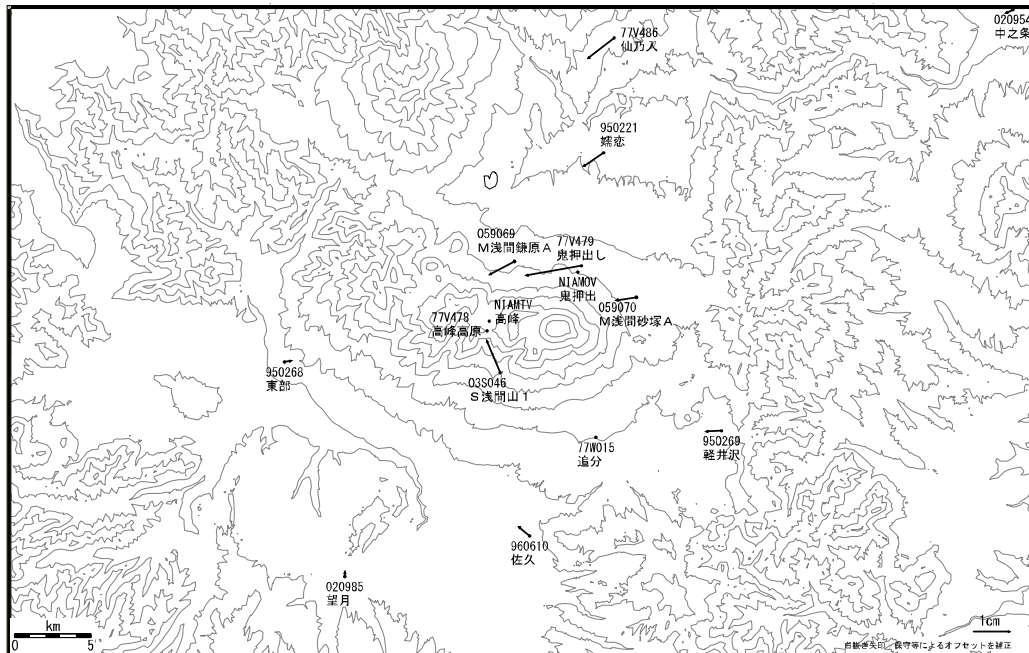 020954
中之条
77V486
仙乃入
950221
嬬恋
059069
M浅間鎌原A
77V479
鬼押出し
NIAMOV
鬼押出
059070
M浅間砂塚A
NIAMTV
高峰
77V478
高峰高原
03S046
S浅間山1
950268
東部
77W015
追分
950269
軽井沢
960610
佐久
020985
望月
km
0 5
1cm
白抜き矢印:保守等によるオフセットを補正